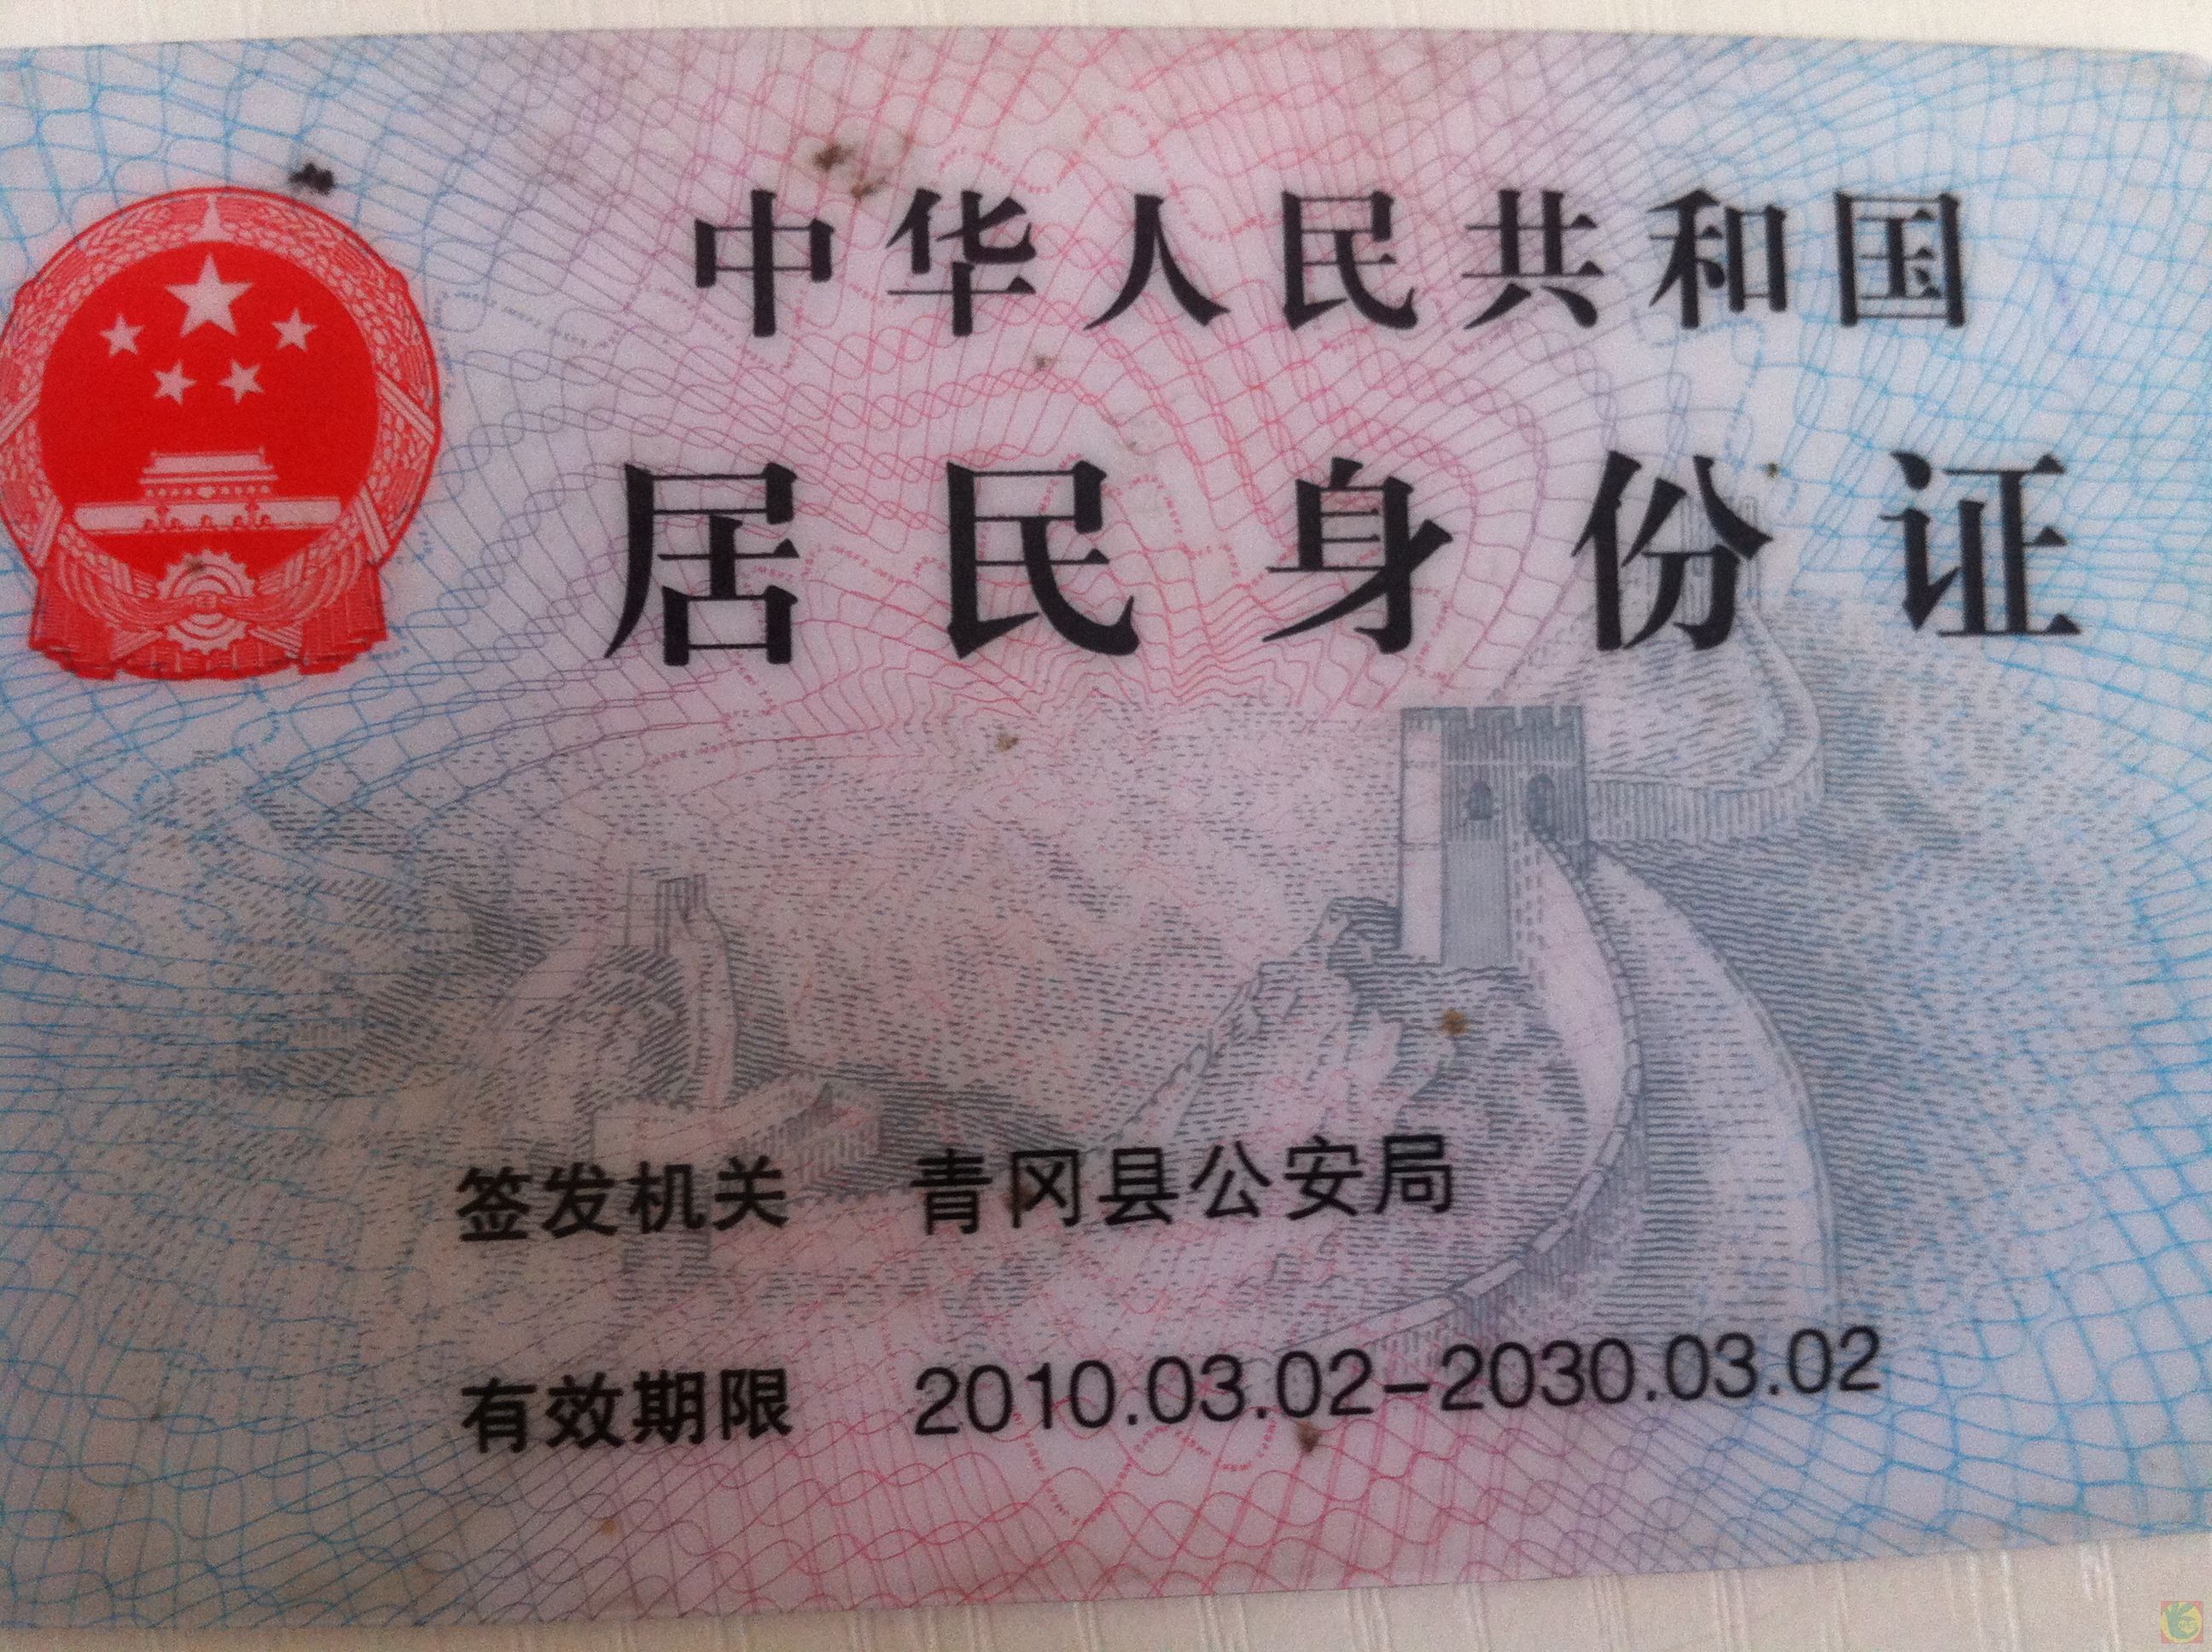 中华人民共和国
居民身份证
签发机关 青冈县公安局
有效期限 2010.03.02-2030.03.02